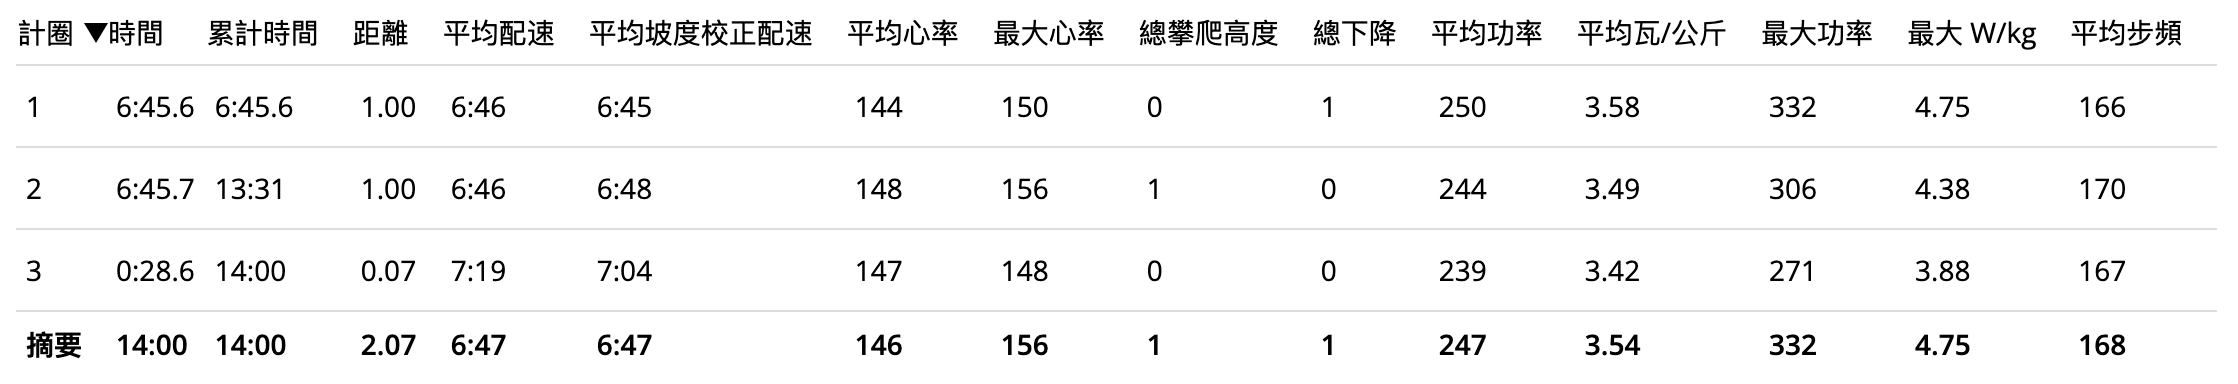 計圈 ▼時間 累計時間 距離 平均配速 平均坡度校正配速 平均心率 最大心率 總攀爬高度 總下降 平均功率 平均瓦/公斤 最大功率 最大 W/kg 平均步頻
1 6:45.6 6:45.6 1.00 6:46 6:45 144 150 0 1 250 3.58 332 4.75 166
2 6:45.7 13:31 1.00 6:46 6:48 148 156 1 0 244 3.49 306 4.38 170
3 0:28.6 14:00 0.07 7:19 7:04 147 148 0 0 239 3.42 271 3.88 167
摘要 14:00 14:00 2.07 6:47 6:47 146 156 1 1 247 3.54 332 4.75 168